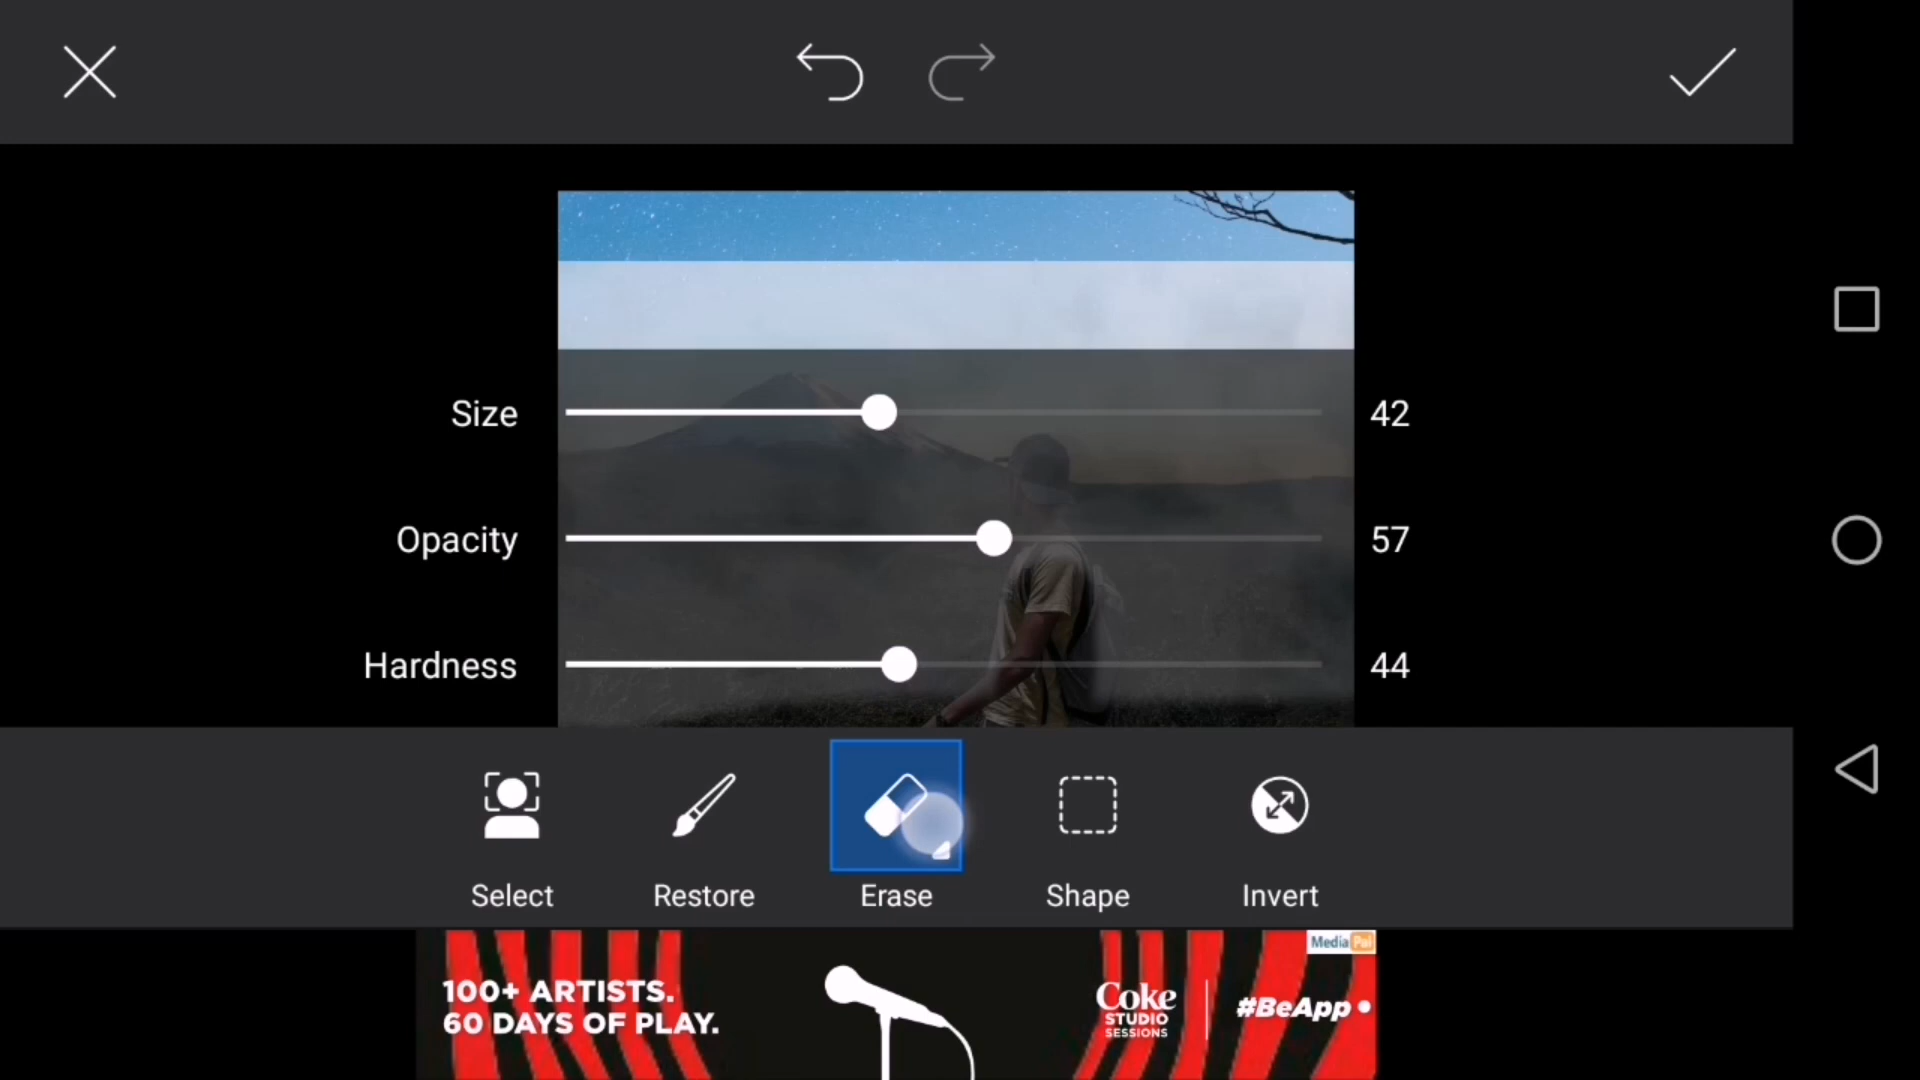 Size
42
Opacity
57
Hardness
44
Select
Restore
Erase
Shape
Invert
MediaPal
100+ ARTISTS.
60 DAYS OF PLAY.
Coke
STUDIO
SESSIONS
#BeApp